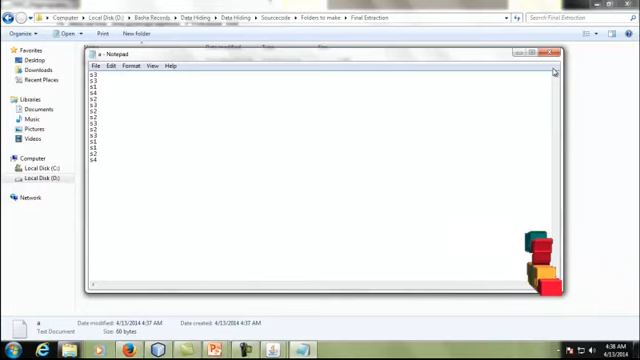 Computer ▸ Local Disk (D:) ▸ Basha Records ▸ Data Hiding ▸ Data Hiding ▸ Sourcecode ▸ Folders to make ▸ Final Extraction
Search Final Extraction
Organize Open Print New folder
a - Notepad
File Edit Format View Help
Favorites
Desktop
Downloads
Recent Places
Libraries
Documents
Music
Pictures
Videos
Computer
Local Disk (C:)
Local Disk (D:)
Network
s3
s3
s1
s4
s2
s3
s2
s2
s3
s2
s3
s1
s1
s2
s4
a Date modified: 4/13/2014 4:37 AM Date created: 4/13/2014 4:37 AM
Text Document Size: 60 bytes
4:38 AM
4/13/2014